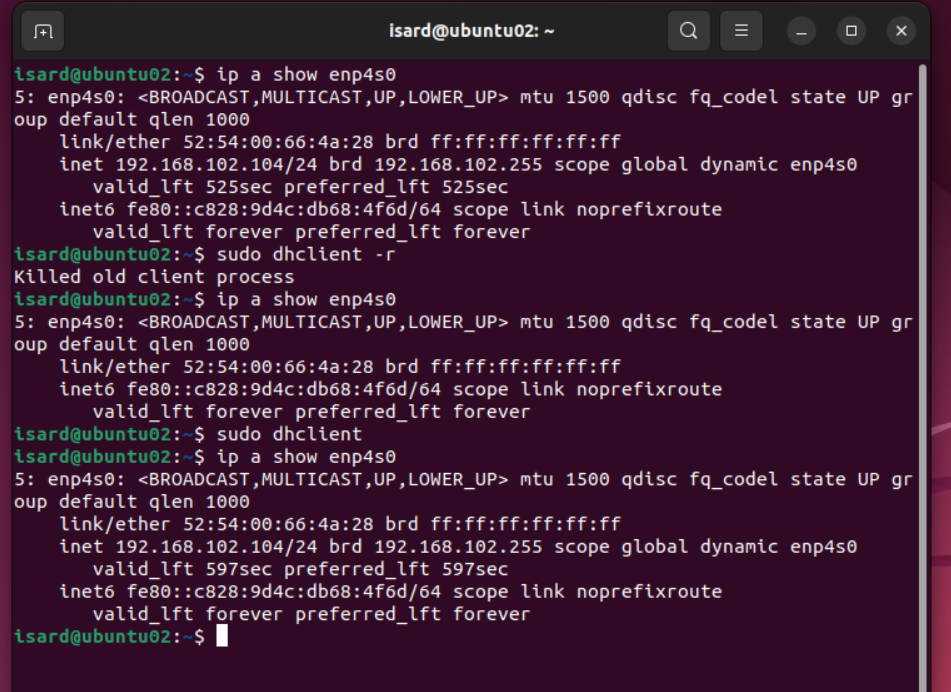 isard@ubuntu02: ~
isard@ubuntu02:~$ ip a show enp4s0
5: enp4s0: <BROADCAST,MULTICAST,UP,LOWER_UP> mtu 1500 qdisc fq_codel state UP gr
oup default qlen 1000
    link/ether 52:54:00:66:4a:28 brd ff:ff:ff:ff:ff:ff
    inet 192.168.102.104/24 brd 192.168.102.255 scope global dynamic enp4s0
       valid_lft 525sec preferred_lft 525sec
    inet6 fe80::c828:9d4c:db68:4f6d/64 scope link noprefixroute
       valid_lft forever preferred_lft forever
isard@ubuntu02:~$ sudo dhclient -r
Killed old client process
isard@ubuntu02:~$ ip a show enp4s0
5: enp4s0: <BROADCAST,MULTICAST,UP,LOWER_UP> mtu 1500 qdisc fq_codel state UP gr
oup default qlen 1000
    link/ether 52:54:00:66:4a:28 brd ff:ff:ff:ff:ff:ff
    inet6 fe80::c828:9d4c:db68:4f6d/64 scope link noprefixroute
       valid_lft forever preferred_lft forever
isard@ubuntu02:~$ sudo dhclient
isard@ubuntu02:~$ ip a show enp4s0
5: enp4s0: <BROADCAST,MULTICAST,UP,LOWER_UP> mtu 1500 qdisc fq_codel state UP gr
oup default qlen 1000
    link/ether 52:54:00:66:4a:28 brd ff:ff:ff:ff:ff:ff
    inet 192.168.102.104/24 brd 192.168.102.255 scope global dynamic enp4s0
       valid_lft 597sec preferred_lft 597sec
    inet6 fe80::c828:9d4c:db68:4f6d/64 scope link noprefixroute
       valid_lft forever preferred_lft forever
isard@ubuntu02:~$